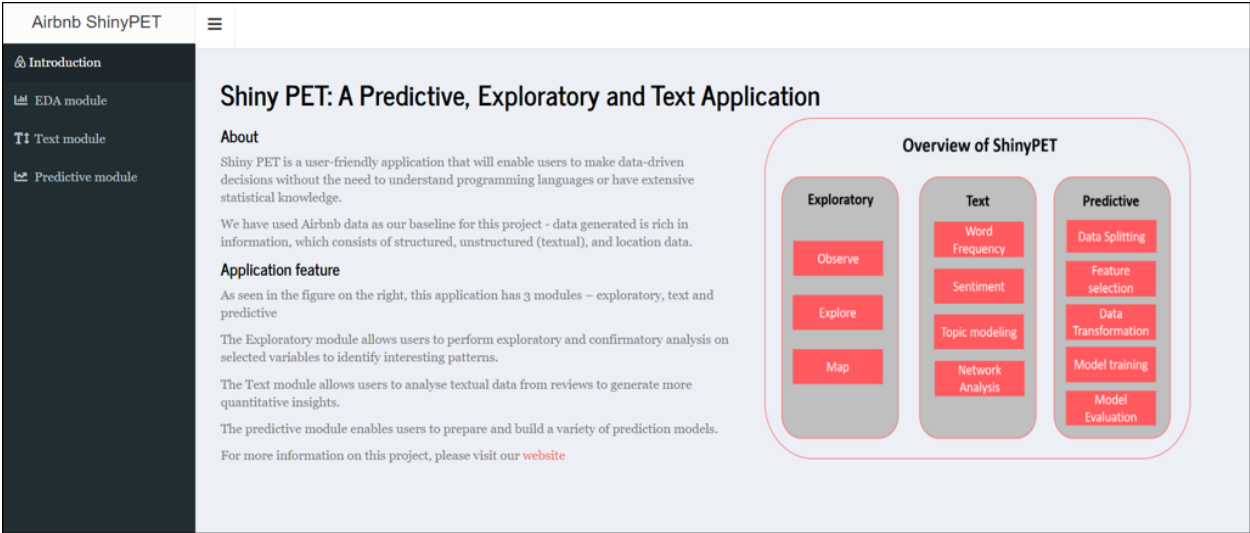 Airbnb ShinyPET
Introduction
EDA module
Text module
Predictive module
Shiny PET: A Predictive, Exploratory and Text Application
About
Shiny PET is a user-friendly application that will enable users to make data-driven
decisions without the need to understand programming languages or have extensive
statistical knowledge.
We have used Airbnb data as our baseline for this project - data generated is rich in
information, which consists of structured, unstructured (textual), and location data.
Application feature
As seen in the figure on the right, this application has 3 modules – exploratory, text and
predictive
The Exploratory module allows users to perform exploratory and confirmatory analysis on
selected variables to identify interesting patterns.
The Text module allows users to analyse textual data from reviews to generate more
quantitative insights.
The predictive module enables users to prepare and build a variety of prediction models.
For more information on this project, please visit our website
Overview of ShinyPET
Exploratory
Observe
Explore
Map
Text
Word
Frequency
Sentiment
Topic modeling
Network
Analysis
Predictive
Data Splitting
Feature
selection
Data
Transformation
Model training
Model
Evaluation